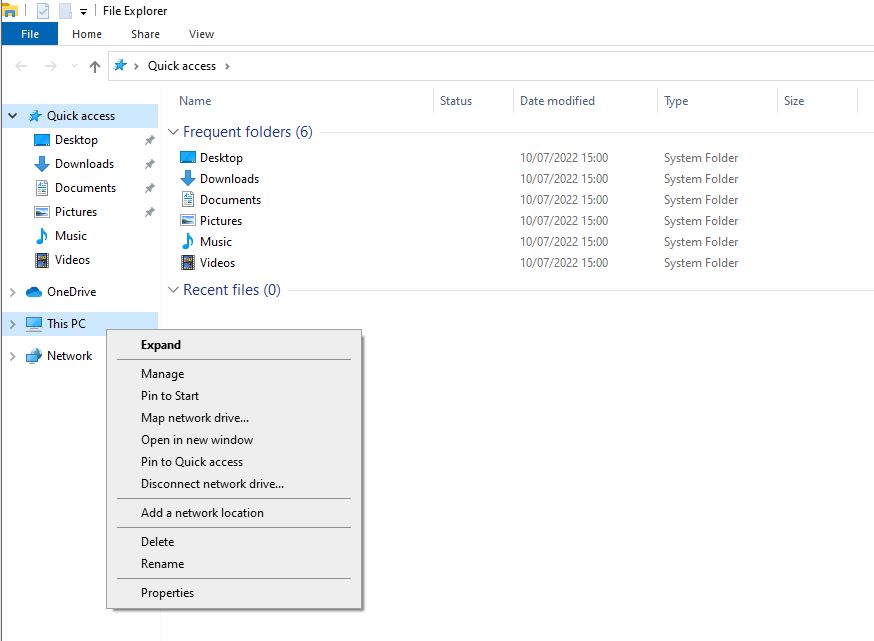 File Explorer
File Home Share View
Quick access
Name Status Date modified Type Size
Quick access
Desktop
Downloads
Documents
Pictures
Music
Videos
OneDrive
This PC
Network
Frequent folders (6)
Desktop 10/07/2022 15:00 System Folder
Downloads 10/07/2022 15:00 System Folder
Documents 10/07/2022 15:00 System Folder
Pictures 10/07/2022 15:00 System Folder
Music 10/07/2022 15:00 System Folder
Videos 10/07/2022 15:00 System Folder
Recent files (0)
Expand
Manage
Pin to Start
Map network drive...
Open in new window
Pin to Quick access
Disconnect network drive...
Add a network location
Delete
Rename
Properties